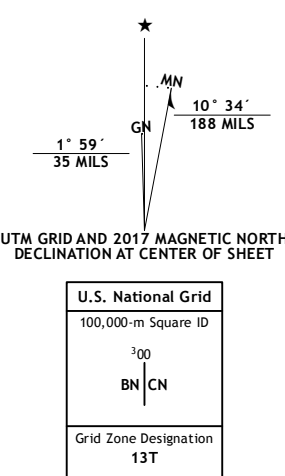 ★
MN
10° 34´
188 MILS
GN
1° 59´
35 MILS
UTM GRID AND 2017 MAGNETIC NORTH
DECLINATION AT CENTER OF SHEET
U.S. National Grid
100,000-m Square ID
³00
BN CN
Grid Zone Designation
13T